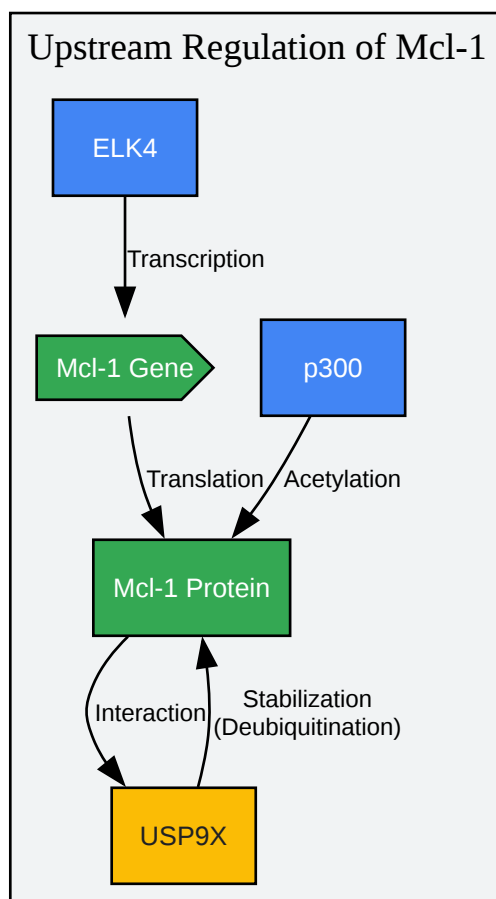 Upstream Regulation of Mcl-1
ELK4
Transcription
Mcl-1 Gene
p300
Translation
Acetylation
Mcl-1 Protein
Interaction
Stabilization
(Deubiquitination)
USP9X